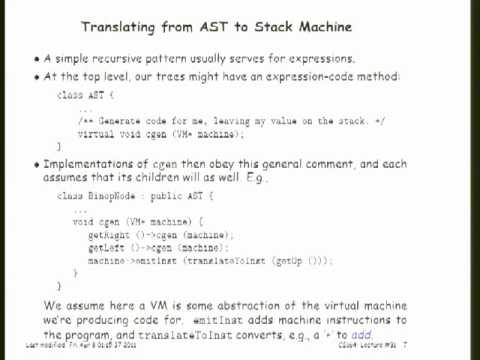 Translating from AST to Stack Machine
• A simple recursive pattern usually serves for expressions.
• At the top level, our trees might have an expression-code method:
class AST {
...
/** Generate code for me, leaving my value on the stack. */
virtual void cgen (VM* machine);
}
• Implementations of cgen then obey this general comment, and each
assumes that its children will as well. E.g.,
class BinopNode : public AST {
...
void cgen (VM* machine) {
getRight ()->cgen (machine);
getLeft ()->cgen (machine);
machine->emitInst (translateToInst (getOp ()));
}
}
We assume here a VM is some abstraction of the virtual machine
we're producing code for. emitInst adds machine instructions to
the program, and translateToInst converts, e.g., a '+' to add.
Last modified: Fri Apr 8 01:15:37 2011
CS164: Lecture #31 7